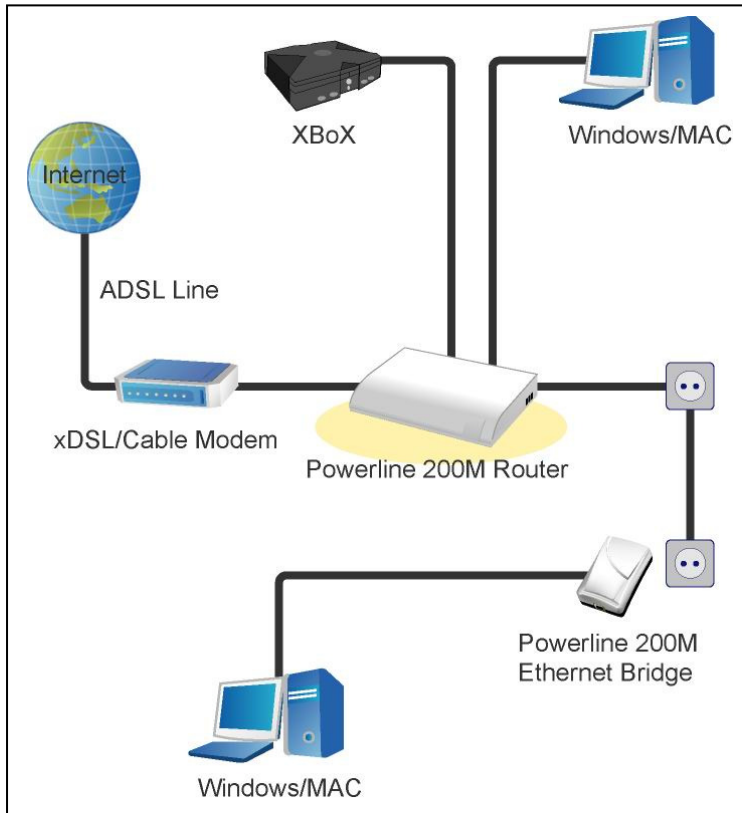 XBoX
Windows/MAC
Internet
ADSL Line
xDSL/Cable Modem
Powerline 200M Router
Powerline 200M
Ethernet Bridge
Windows/MAC